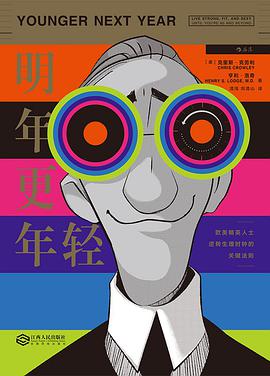 YOUNGER NEXT YEAR
LIVE STRONG, FIT, AND SEXY
UNTIL YOU'RE 80 AND BEYOND
后浪
[美] 克里斯·克劳利
CHRIS CROWLEY
亨利·洛奇
HENRY S. LODGE, M.D. 著
译
明年更年轻
欧美精英人士
逆转生理时钟的
关键法则
江西人民出版社